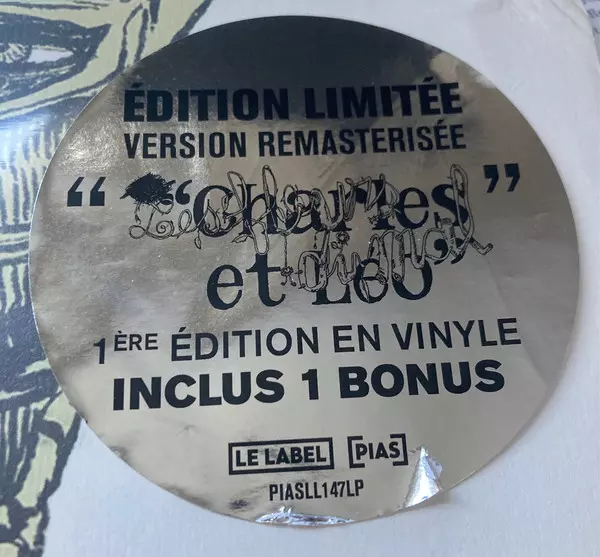 ÉDITION LIMITÉE
VERSION REMASTERISÉE
“ “Charles ”
et Léo”
1ÈRE ÉDITION EN VINYLE
INCLUS 1 BONUS
LE LABEL [PIAS]
PIASLL147LP